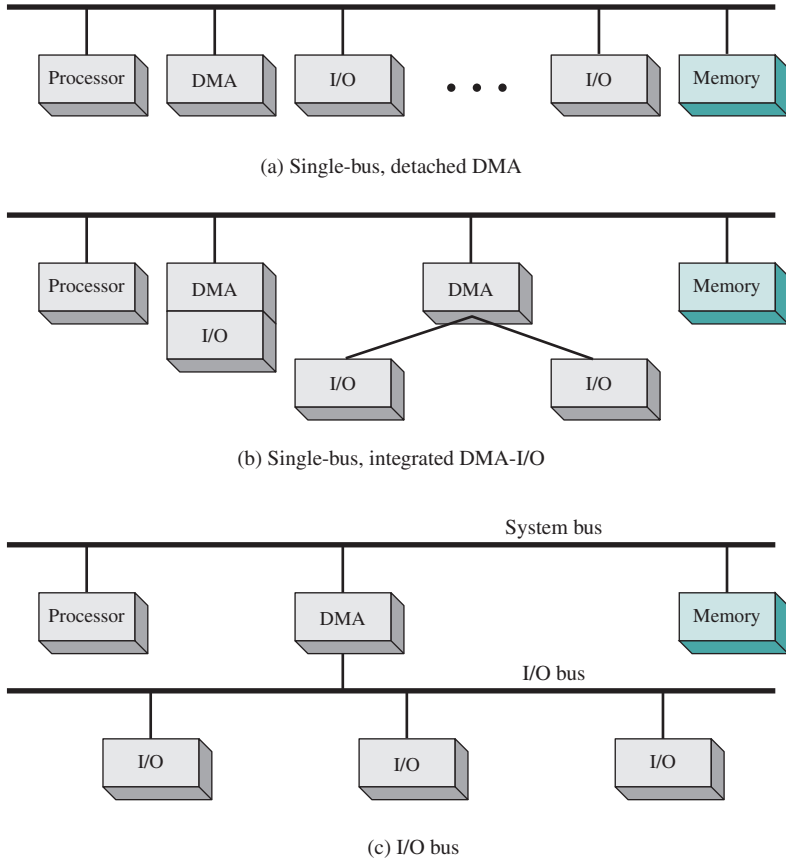 Processor
DMA
I/O
I/O
Memory
(a) Single-bus, detached DMA
Processor
DMA
DMA
Memory
I/O
I/O
I/O
(b) Single-bus, integrated DMA-I/O
System bus
Processor
DMA
Memory
I/O bus
I/O
I/O
I/O
(c) I/O bus